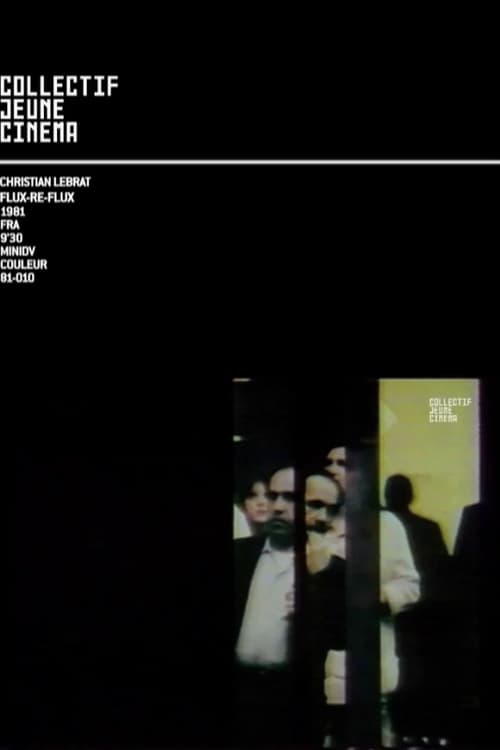 COLLECTIF
JEUNE
CINEMA
CHRISTIAN LEBRAT
FLUX-RE-FLUX
1981
FRA
9'30
MINIDV
COULEUR
81-010
COLLECTIF
JEUNE
CINEMA